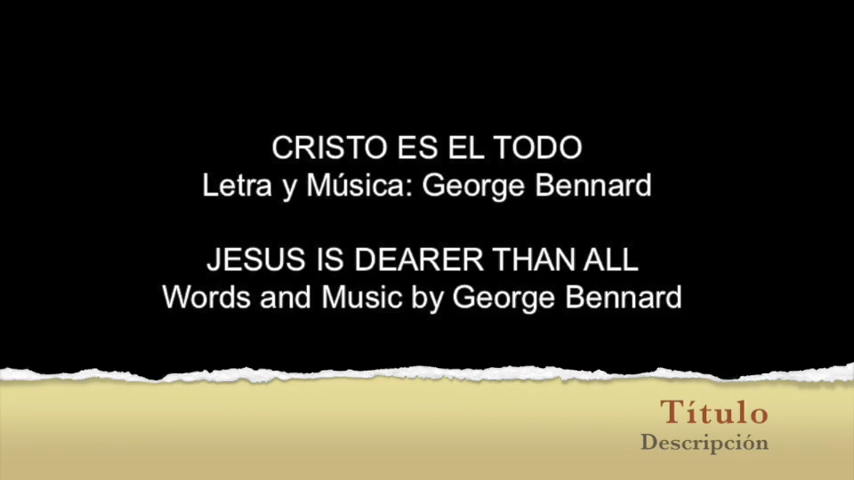 CRISTO ES EL TODO
Letra y Música: George Bennard
JESUS IS DEARER THAN ALL
Words and Music by George Bennard
Título
Descripción